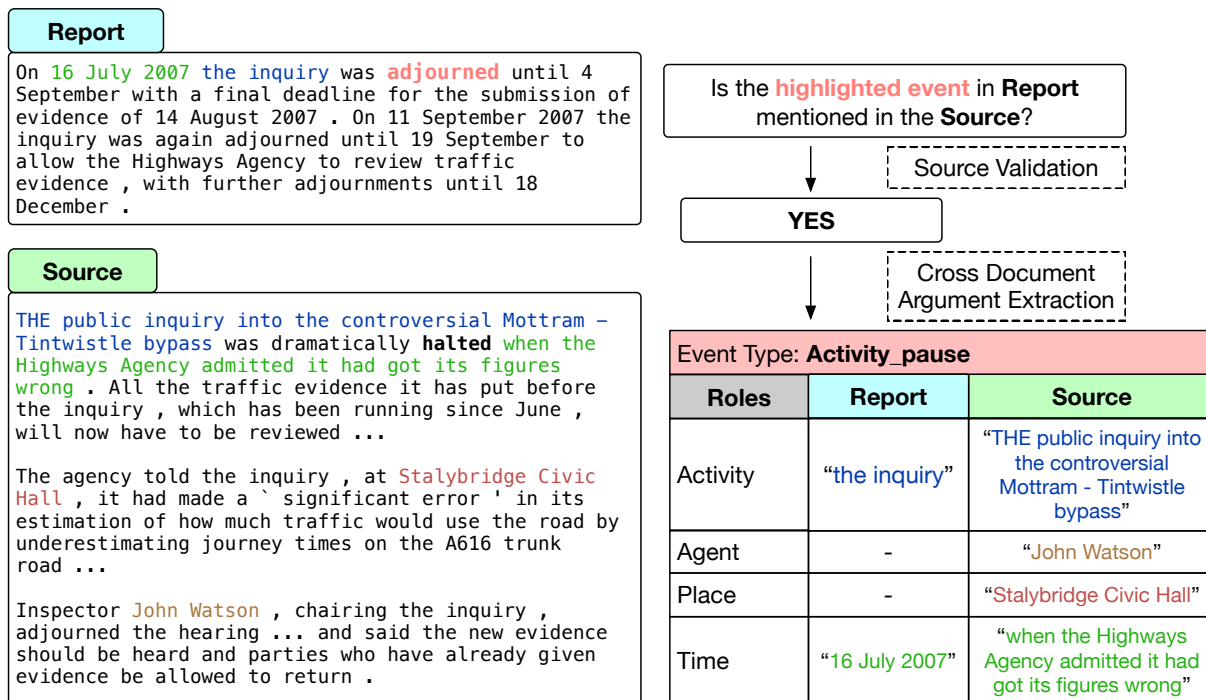 Report
On 16 July 2007 the inquiry was adjourned until 4
September with a final deadline for the submission of
evidence of 14 August 2007 . On 11 September 2007 the
inquiry was again adjourned until 19 September to
allow the Highways Agency to review traffic
evidence , with further adjournments until 18
December .
Source
THE public inquiry into the controversial Mottram –
Tintwistle bypass was dramatically halted when the
Highways Agency admitted it had got its figures
wrong . All the traffic evidence it has put before
the inquiry , which has been running since June ,
will now have to be reviewed ...
The agency told the inquiry , at Stalybridge Civic
Hall , it had made a ` significant error ' in its
estimation of how much traffic would use the road by
underestimating journey times on the A616 trunk
road ...
Inspector John Watson , chairing the inquiry ,
adjourned the hearing ... and said the new evidence
should be heard and parties who have already given
evidence be allowed to return .
Is the highlighted event in Report
mentioned in the Source?
Source Validation
YES
Cross Document
Argument Extraction
Event Type: Activity_pause
Roles Report Source
Activity “the inquiry” “THE public inquiry into
the controversial
Mottram - Tintwistle
bypass”
Agent - “John Watson”
Place - “Stalybridge Civic Hall”
Time “16 July 2007” “when the Highways
Agency admitted it had
got its figures wrong”